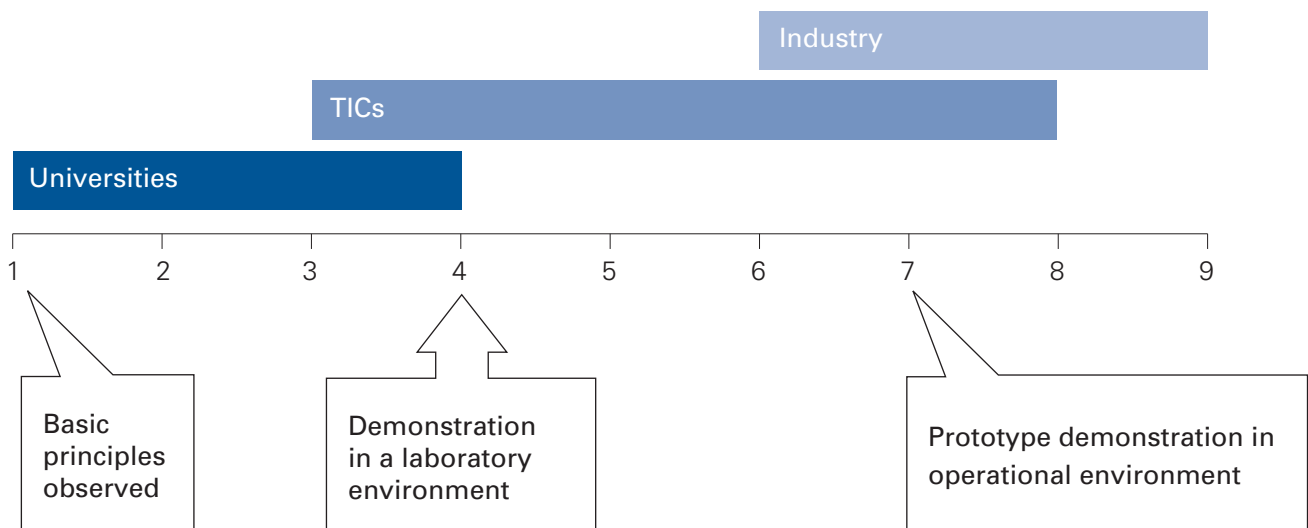 Industry
TICs
Universities
1 2 3 4 5 6 7 8 9
Basic
principles
observed
Demonstration
in a laboratory
environment
Prototype demonstration in
operational environment